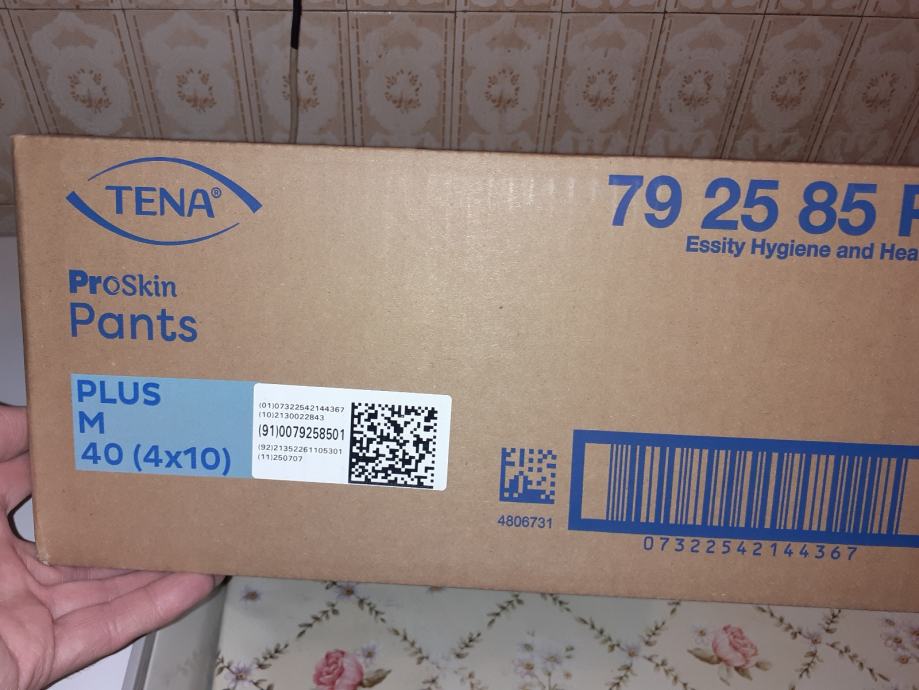 TENA®
79 25 85
Essity Hygiene and
ProSkin
Pants
PLUS
M
40 (4x10)
(01)07322542144367
(10)2130022843
(91)0079258501
(92)21352261105301
(11)250707
4806731
07322542144367